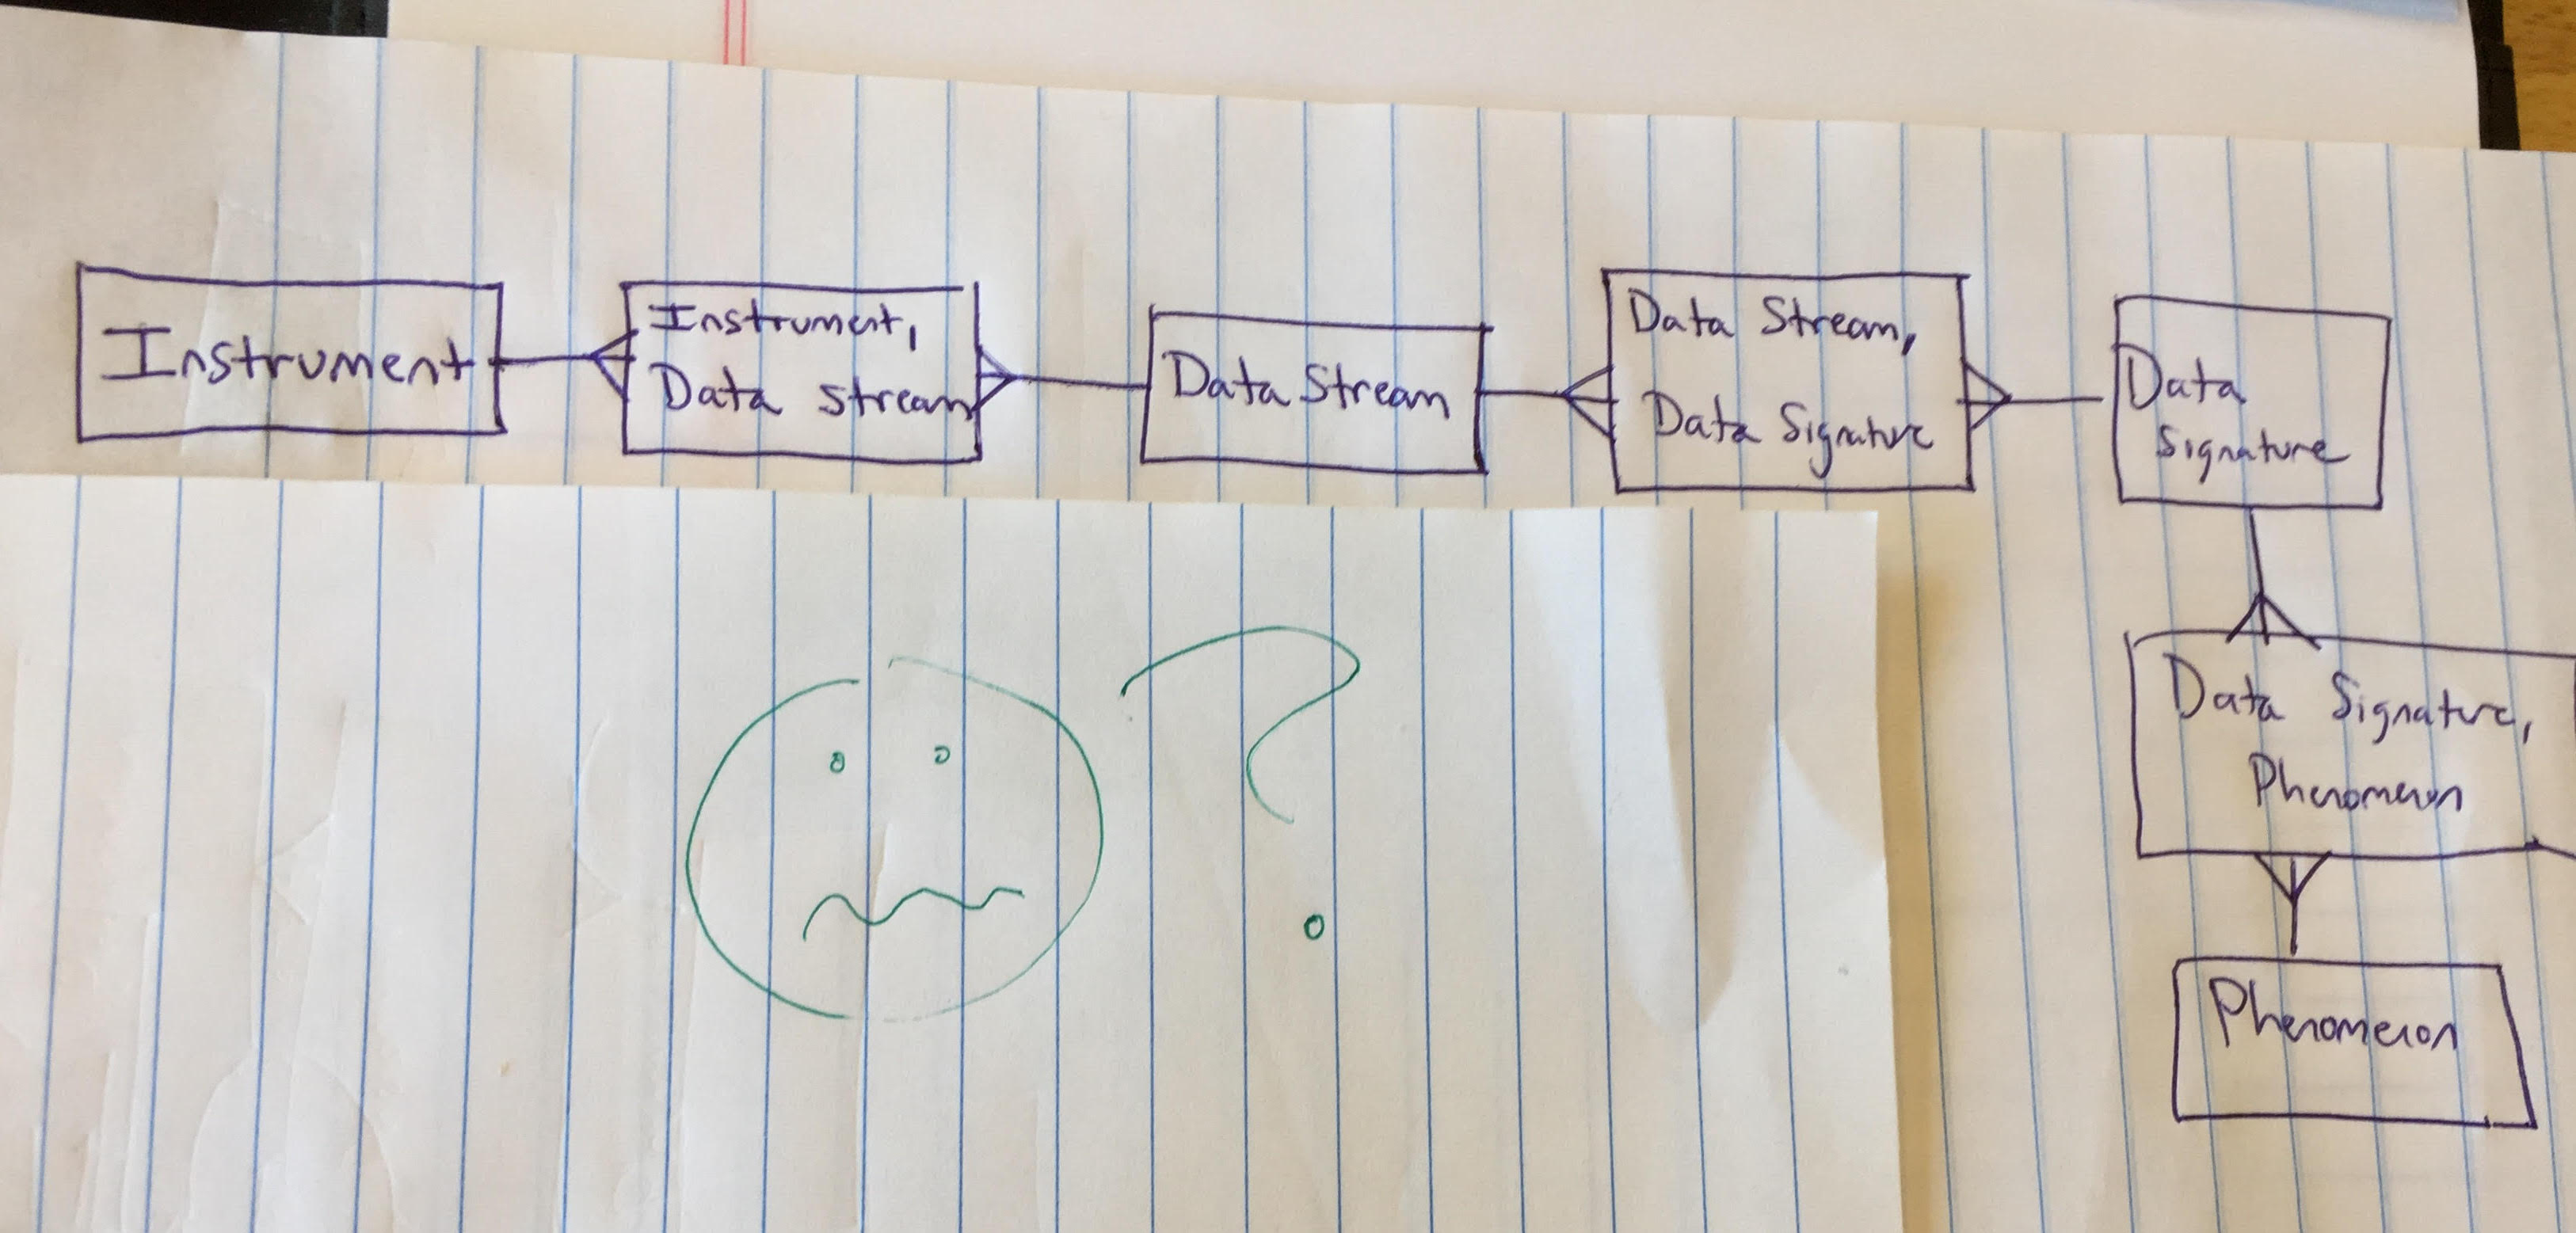 Instrument
Instrument,
Data Stream
Data Stream
Data Stream,
Data Signature
Data
Signature
Data Signature,
Phenomenon
Phenomenon
?